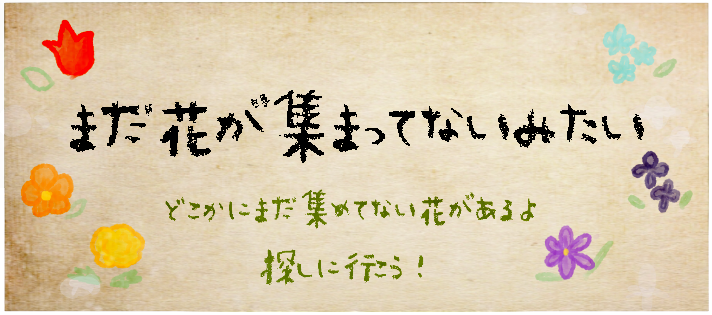 まだ花が集まってないみたい
どこかにまだ集めてない花があるよ
探しに行こう！